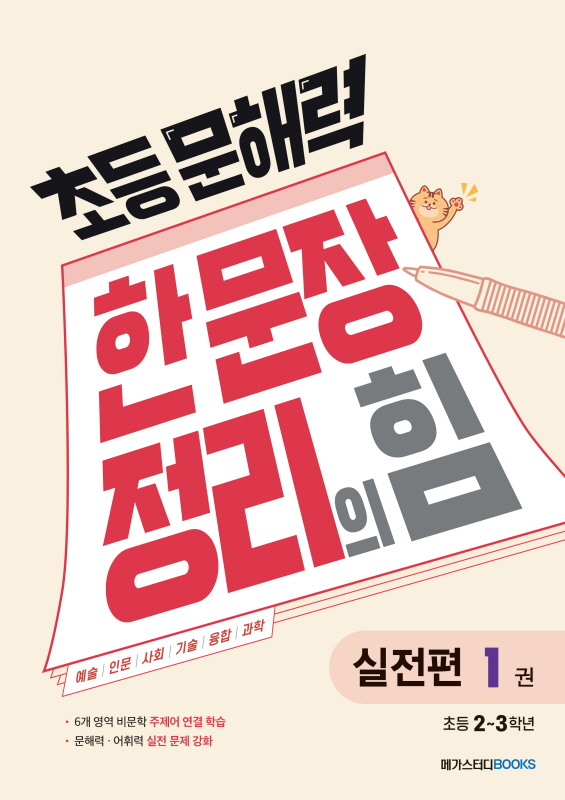 초등 문해력
한 문장
정리의 힘
예술 | 인문 | 사회 | 기술 | 융합 | 과학
실전편 1권
• 6개 영역 비문학 주제어 연결 학습
• 문해력 · 어휘력 실전 문제 강화
초등 2~3학년
메가스터디BOOKS